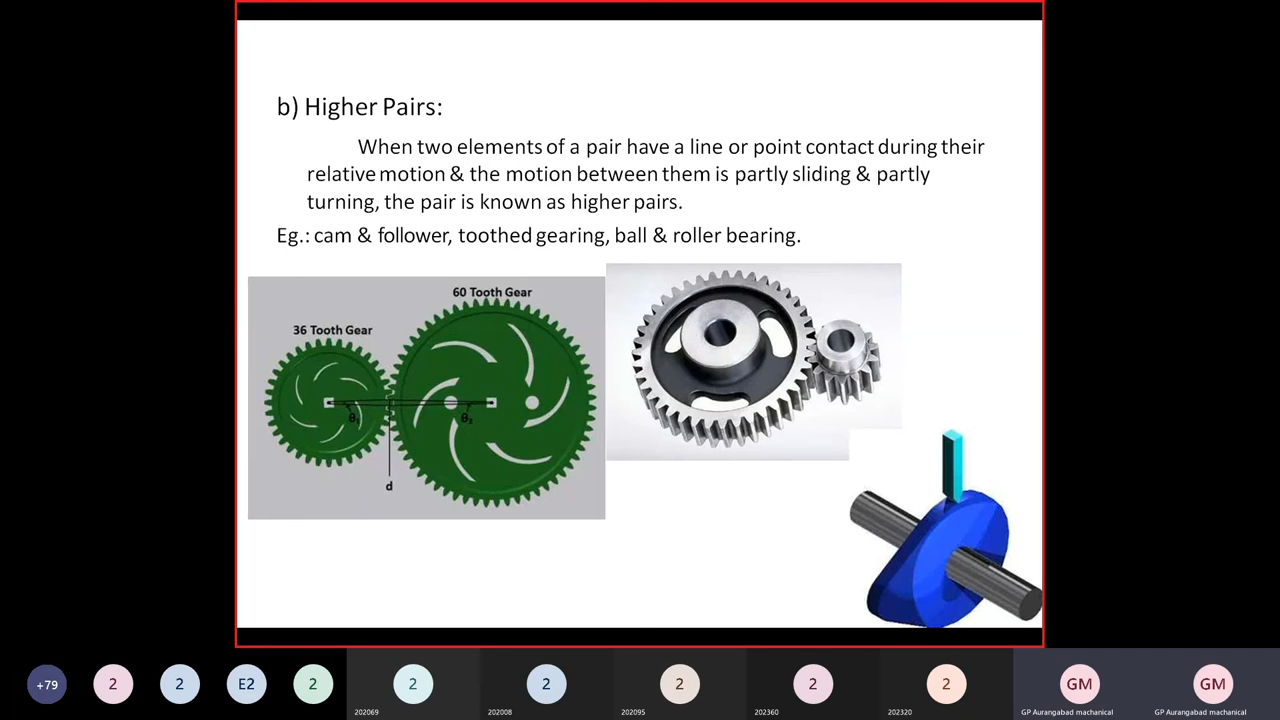 b) Higher Pairs:
When two elements of a pair have a line or point contact during their
relative motion & the motion between them is partly sliding & partly
turning, the pair is known as higher pairs.
Eg.: cam & follower, toothed gearing, ball & roller bearing.
60 Tooth Gear
36 Tooth Gear
θ₂
d
+79
2
2
E2
2
2
2
2
2
2
GM
GM
202069
202008
202095
202360
202320
GP Aurangabad machanical
GP Aurangabad machanical